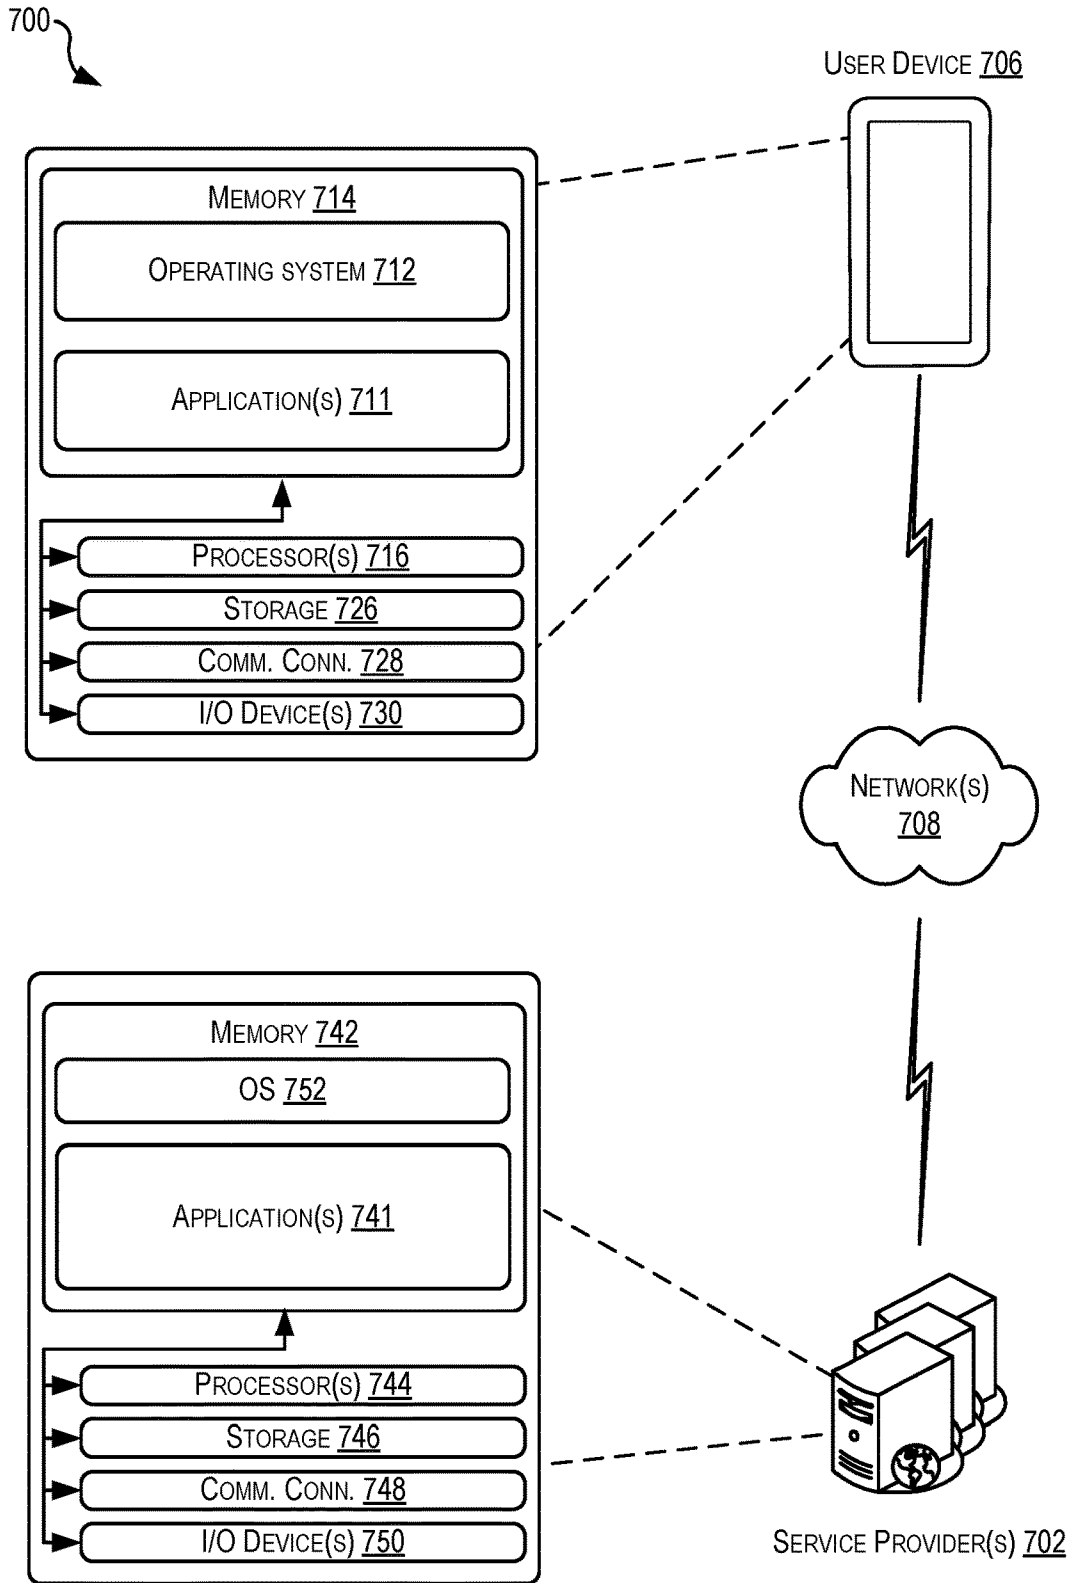 700
USER DEVICE 706
MEMORY 714
OPERATING SYSTEM 712
APPLICATION(S) 711
PROCESSOR(S) 716
STORAGE 726
COMM. CONN. 728
I/O DEVICE(S) 730
NETWORK(S)
708
MEMORY 742
OS 752
APPLICATION(S) 741
PROCESSOR(S) 744
STORAGE 746
COMM. CONN. 748
I/O DEVICE(S) 750
SERVICE PROVIDER(S) 702